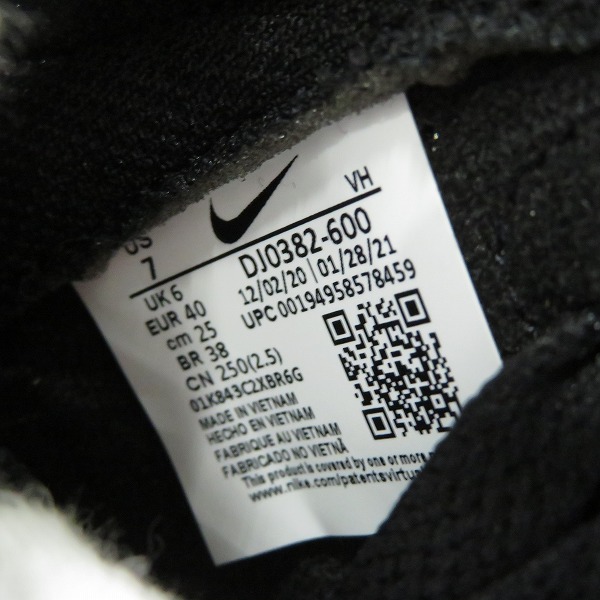 US
7
VH
UK 6
EUR 40
cm 25
BR 38
CN 250(2.5)
DJ0382-600
12/02/20 01/28/21
UPC 00194958578459
01K843C2XBR6G
MADE IN VIETNAM
HECHO EN VIETNAM
FABRIQUE AU VIETNAM
FABRICADO NO VIETNÃ
This product is covered by one or more
www.nike.com/patents